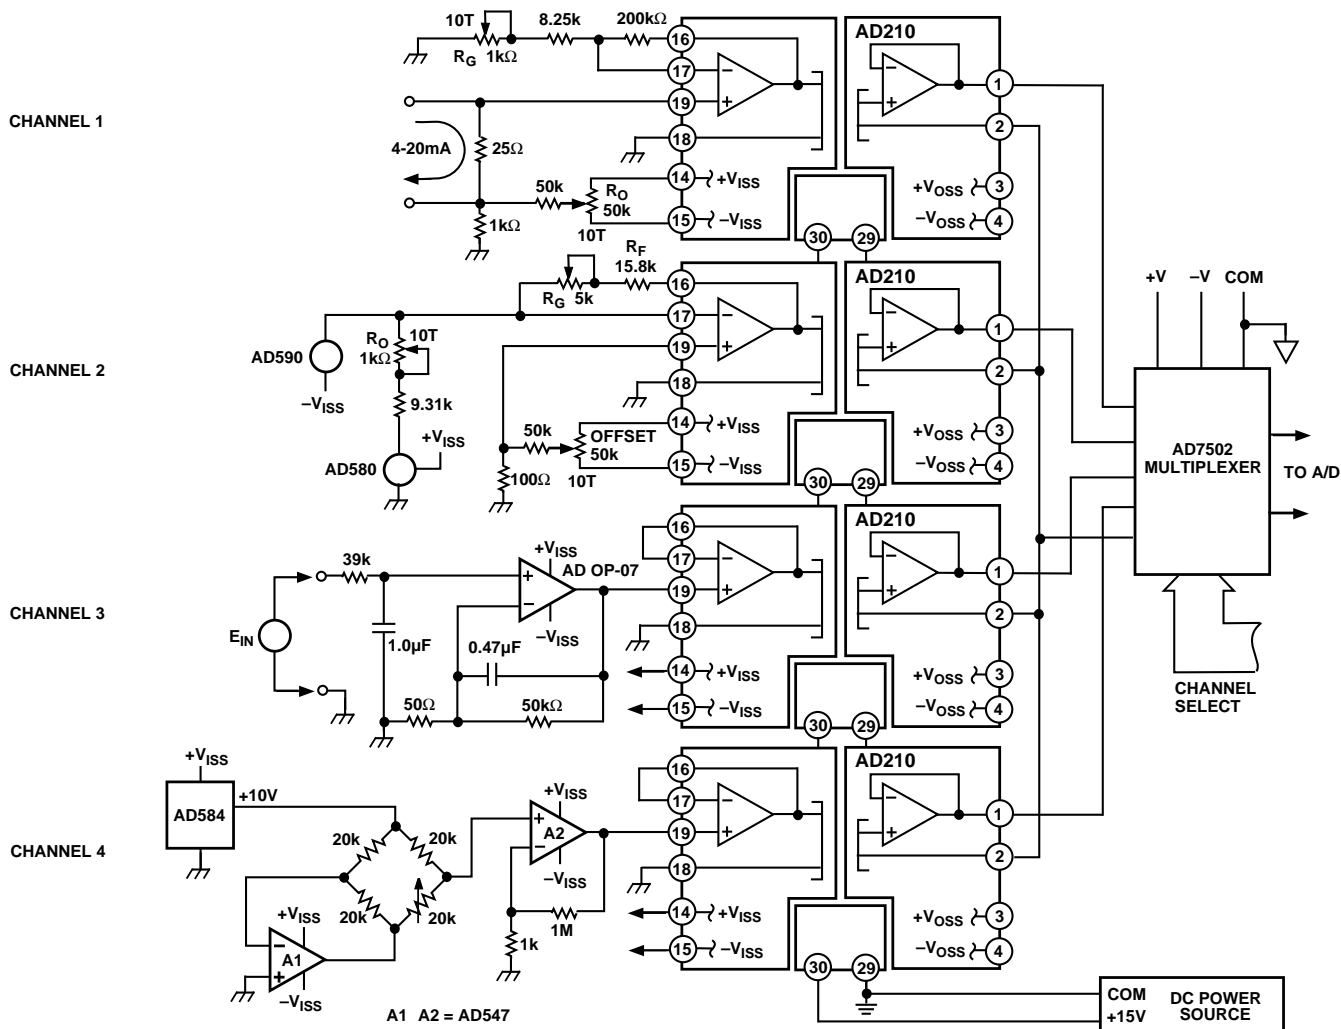 CHANNEL 1
10T
RG 1kΩ
8.25k
200kΩ
4-20mA
25Ω
1kΩ
50k
RO
50k
10T
16
17
19
18
14
15
+VISS
–VISS
30
29
AD210
1
2
3
4
+VOSS
–VOSS
CHANNEL 2
AD590
–VISS
RO
1kΩ
10T
9.31k
+VISS
AD580
RG 5k
RF
15.8k
50k
100Ω
OFFSET
50k
10T
16
17
19
18
14
15
+VISS
–VISS
30
29
AD210
1
2
3
4
+VOSS
–VOSS
CHANNEL 3
EIN
39k
1.0µF
+VISS
AD OP-07
–VISS
0.47µF
50Ω
50kΩ
16
17
19
18
14
15
+VISS
–VISS
30
29
AD210
1
2
3
4
+VOSS
–VOSS
CHANNEL 4
+VISS
AD584
+10V
20k
20k
20k
20k
+VISS
A1
–VISS
+VISS
A2
–VISS
1M
1k
A1 A2 = AD547
16
17
19
18
14
15
+VISS
–VISS
30
29
AD210
1
2
3
4
+VOSS
–VOSS
+V
–V
COM
AD7502
MULTIPLEXER
TO A/D
CHANNEL
SELECT
COM
+15V
DC POWER
SOURCE